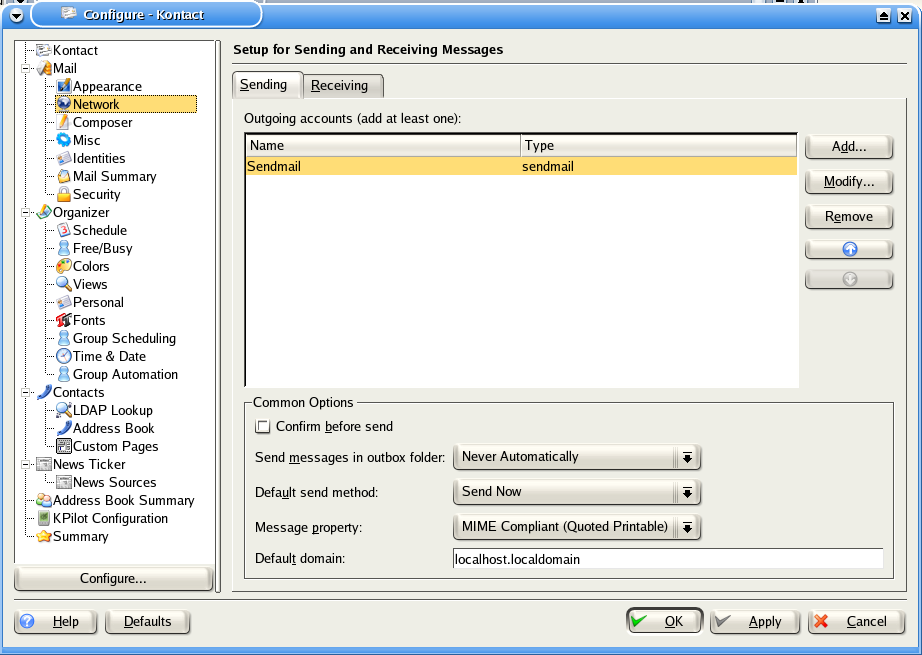 Configure - Kontact
Kontact
Mail
Appearance
Network
Composer
Misc
Identities
Mail Summary
Security
Organizer
Schedule
Free/Busy
Colors
Views
Personal
Fonts
Group Scheduling
Time & Date
Group Automation
Contacts
LDAP Lookup
Address Book
Custom Pages
News Ticker
News Sources
Address Book Summary
KPilot Configuration
Summary
Configure...
Setup for Sending and Receiving Messages
Sending Receiving
Outgoing accounts (add at least one):
Name Type
Sendmail sendmail
Add...
Modify...
Remove
Common Options
Confirm before send
Send messages in outbox folder: Never Automatically
Default send method: Send Now
Message property: MIME Compliant (Quoted Printable)
Default domain: localhost.localdomain
Help Defaults OK Apply Cancel